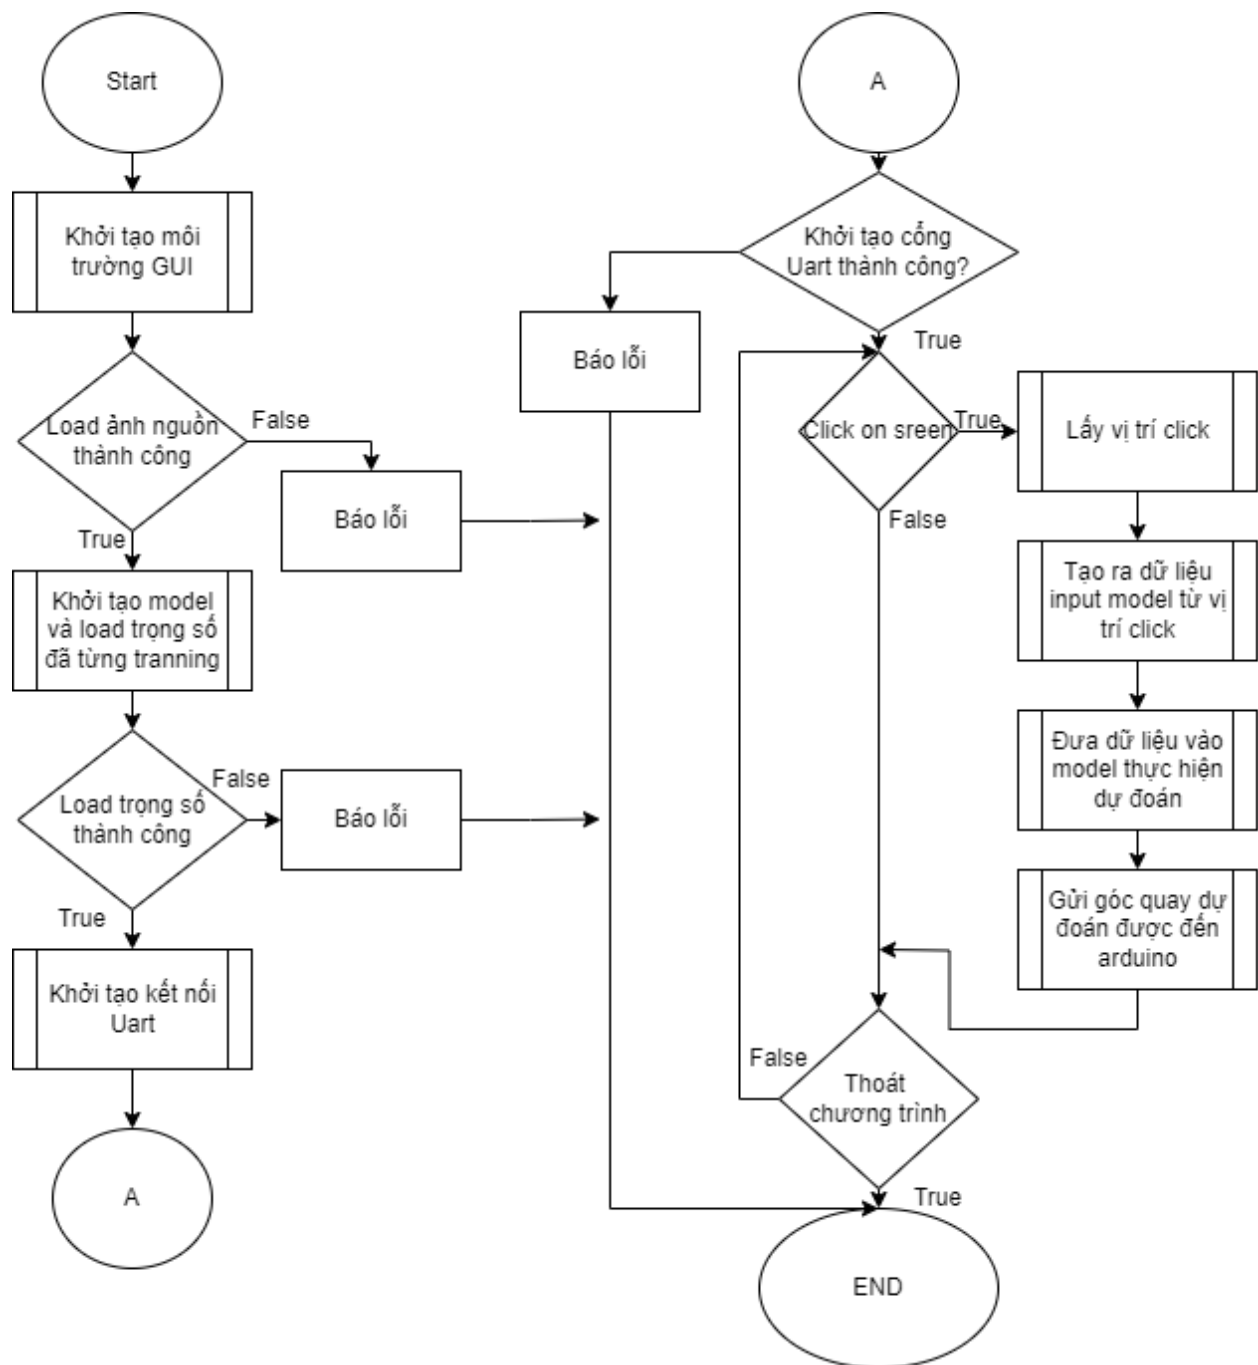 Start
Khởi tạo môi
trường GUI
Load ảnh nguồn
thành công
False
Báo lỗi
True
Khởi tạo model
và load trọng số
đã từng tranning
Load trọng số
thành công
False
Báo lỗi
True
Khởi tạo kết nối
Uart
A
A
Khởi tạo cổng
Uart thành công?
Báo lỗi
True
Click on sreen
True
Lấy vị trí click
False
Tạo ra dữ liệu
input model từ vị
trí click
Đưa dữ liệu vào
model thực hiện
dự đoán
Gửi góc quay dự
đoán được đến
arduino
False
Thoát
chương trình
True
END